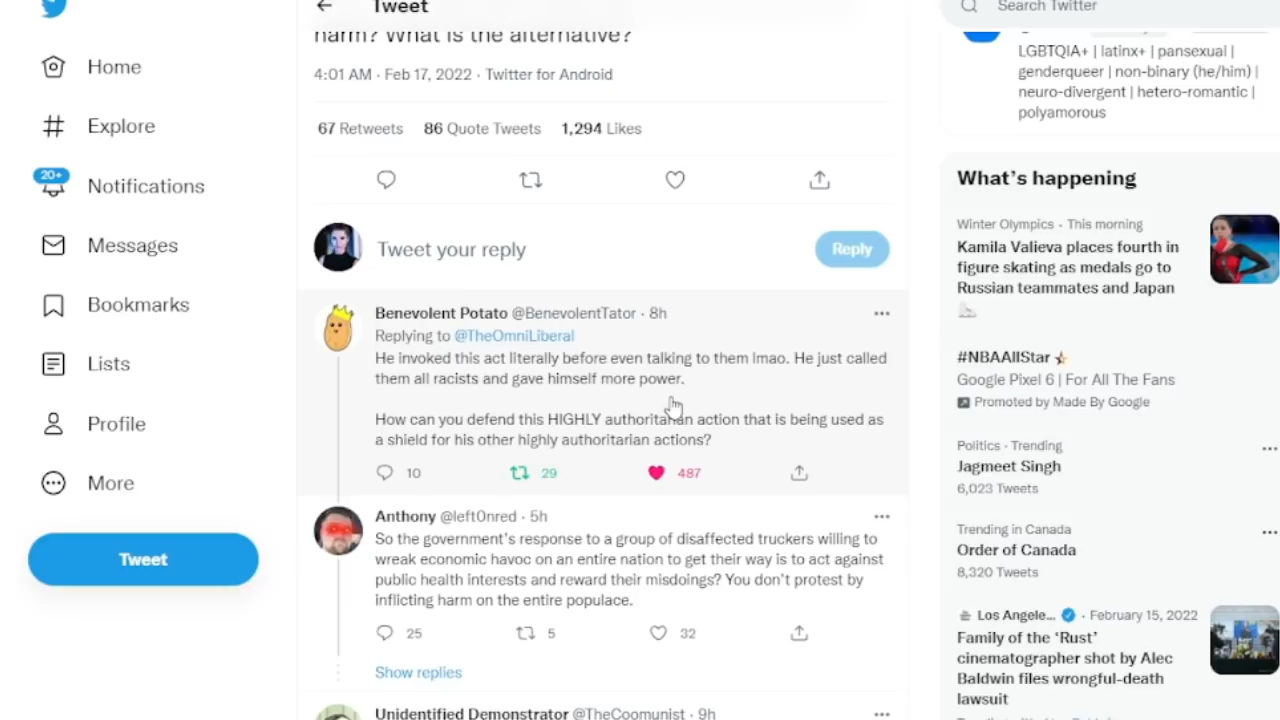 Tweet
Search Twitter
harm? What is the alternative?
4:01 AM · Feb 17, 2022 · Twitter for Android
67 Retweets 86 Quote Tweets 1,294 Likes
Tweet your reply
Reply
Benevolent Potato @BenevolentTator · 8h
Replying to @TheOmniLiberal
He invoked this act literally before even talking to them lmao. He just called
them all racists and gave himself more power.
How can you defend this HIGHLY authoritarian action that is being used as
a shield for his other highly authoritarian actions?
10 29 487
Anthony @left0nred · 5h
So the government's response to a group of disaffected truckers willing to
wreak economic havoc on an entire nation to get their way is to act against
public health interests and reward their misdoings? You don't protest by
inflicting harm on the entire populace.
25 5 32
Show replies
Unidentified Demonstrator @TheCoomunist · 9h
Home
Explore
20+
Notifications
Messages
Bookmarks
Lists
Profile
More
Tweet
LGBTQIA+ | latinx+ | pansexual |
genderqueer | non-binary (he/him) |
neuro-divergent | hetero-romantic |
polyamorous
What's happening
Winter Olympics · This morning
Kamila Valieva places fourth in
figure skating as medals go to
Russian teammates and Japan
#NBAAllStar
Google Pixel 6 | For All The Fans
Promoted by Made By Google
Politics · Trending
Jagmeet Singh
6,023 Tweets
Trending in Canada
Order of Canada
8,320 Tweets
Los Angele... · February 15, 2022
Family of the 'Rust'
cinematographer shot by Alec
Baldwin files wrongful-death
lawsuit